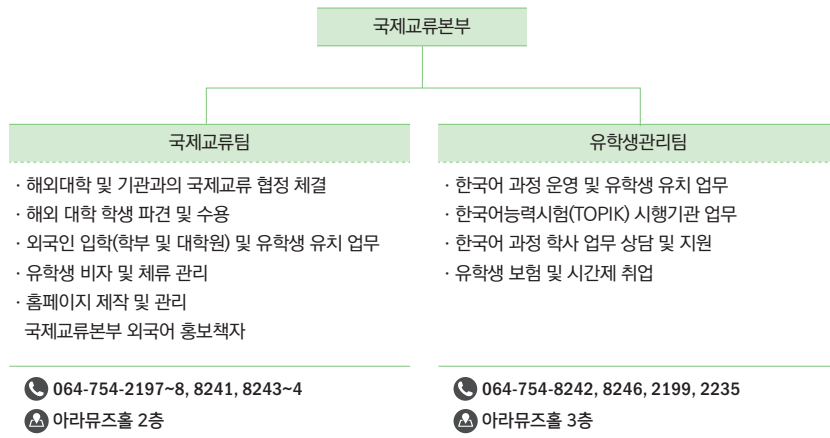 국제교류본부
국제교류팀
· 해외대학 및 기관과의 국제교류 협정 체결
· 해외 대학 학생 파견 및 수용
· 외국인 입학(학부 및 대학원) 및 유학생 유치 업무
· 유학생 비자 및 체류 관리
· 홈페이지 제작 및 관리
국제교류본부 외국어 홍보책자
064-754-2197~8, 8241, 8243~4
아라뮤즈홀 2층
유학생관리팀
· 한국어 과정 운영 및 유학생 유치 업무
· 한국어능력시험(TOPIK) 시행기관 업무
· 한국어 과정 학사 업무 상담 및 지원
· 유학생 보험 및 시간제 취업
064-754-8242, 8246, 2199, 2235
아라뮤즈홀 3층